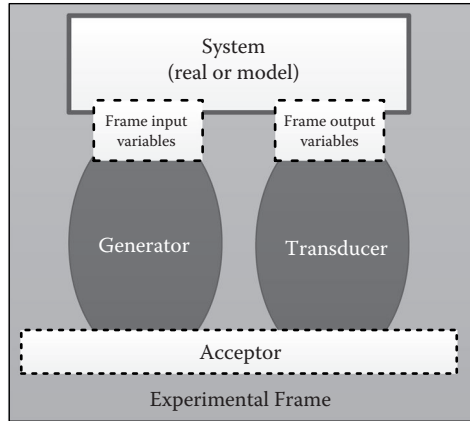 System
(real or model)
Frame input
variables
Frame output
variables
Generator
Transducer
Acceptor
Experimental Frame